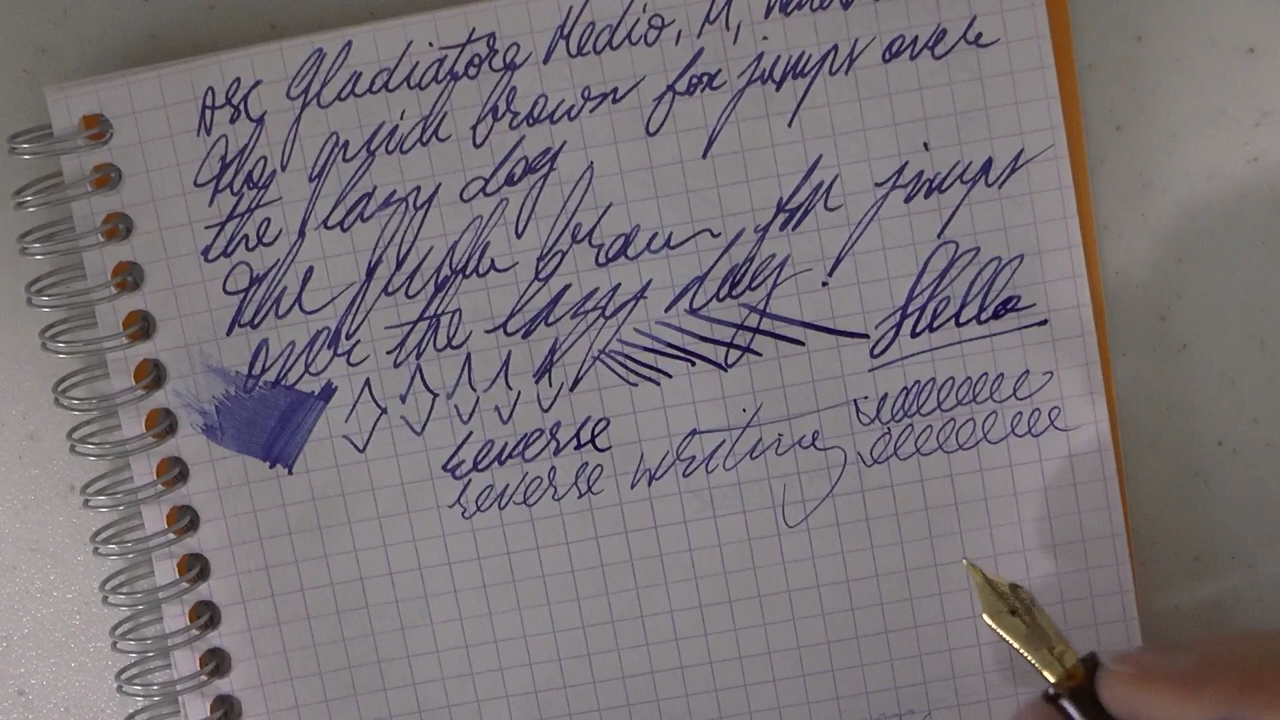 ASC Gladiatore Medio, M,
The quick brown fox jumps over
the lazy dog
The quick brown fox jumps
over the lazy dog!
Hello
reverse
reverse writing